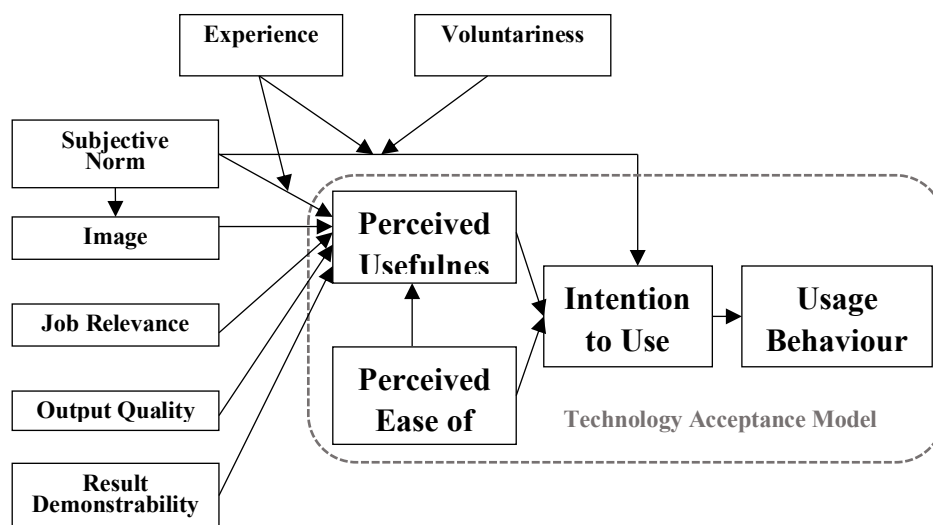 Experience
Voluntariness
Subjective
Norm
Image
Job Relevance
Output Quality
Result
Demonstrability
Perceived
Usefulnes
Perceived
Ease of
Intention
to Use
Usage
Behaviour
Technology Acceptance Model